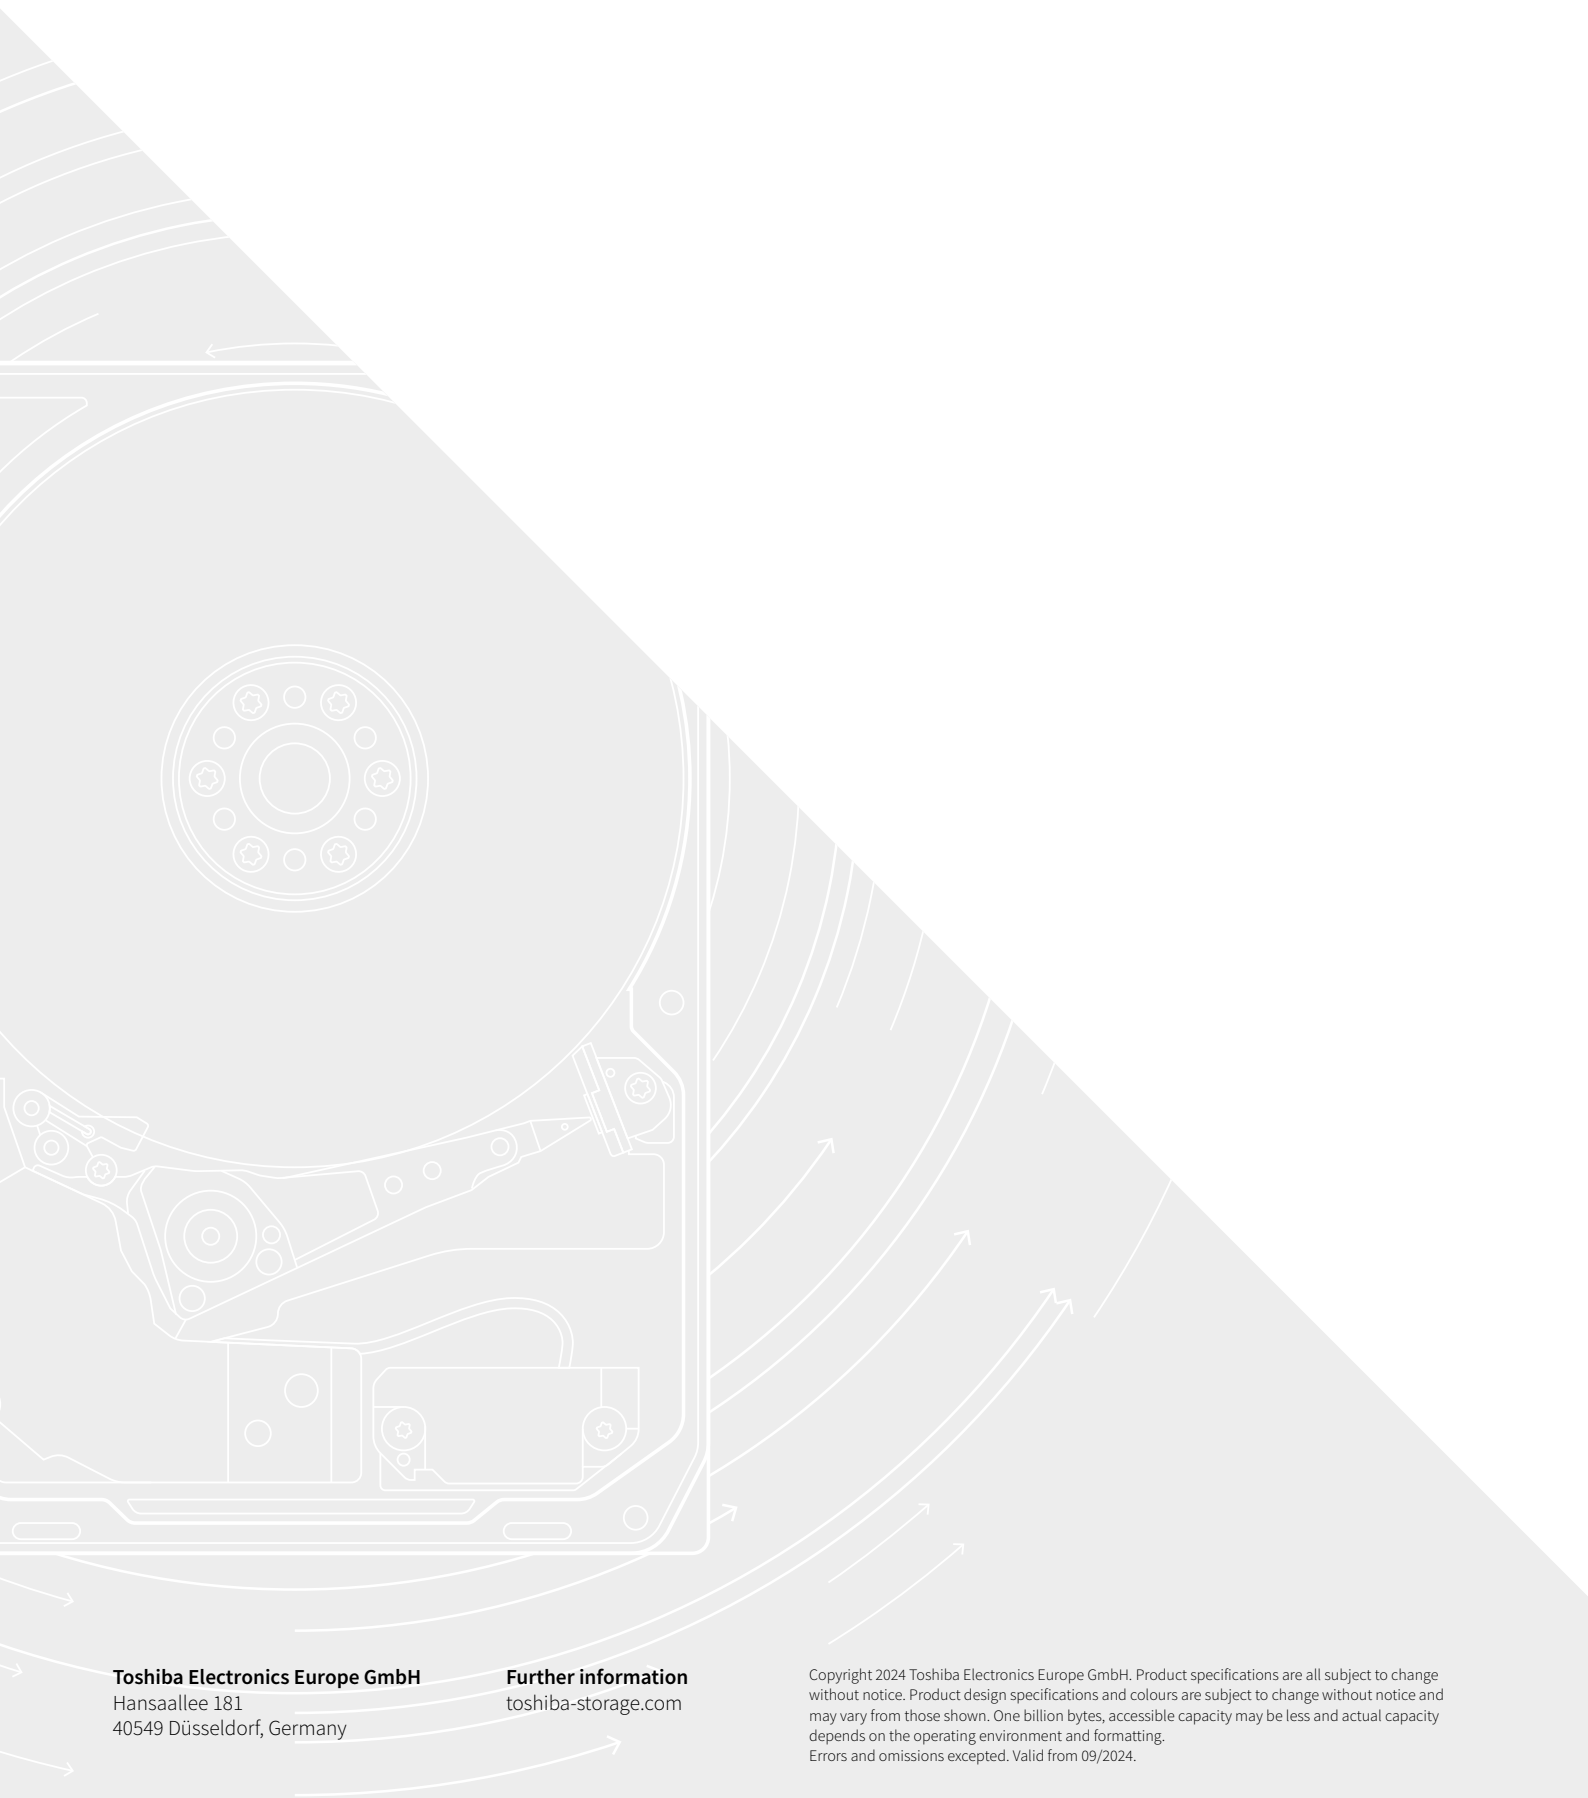 Toshiba Electronics Europe GmbH
Hansaallee 181
40549 Düsseldorf, Germany
Further information
toshiba-storage.com
Copyright 2024 Toshiba Electronics Europe GmbH. Product specifications are all subject to change
without notice. Product design specifications and colours are subject to change without notice and
may vary from those shown. One billion bytes, accessible capacity may be less and actual capacity
depends on the operating environment and formatting.
Errors and omissions excepted. Valid from 09/2024.